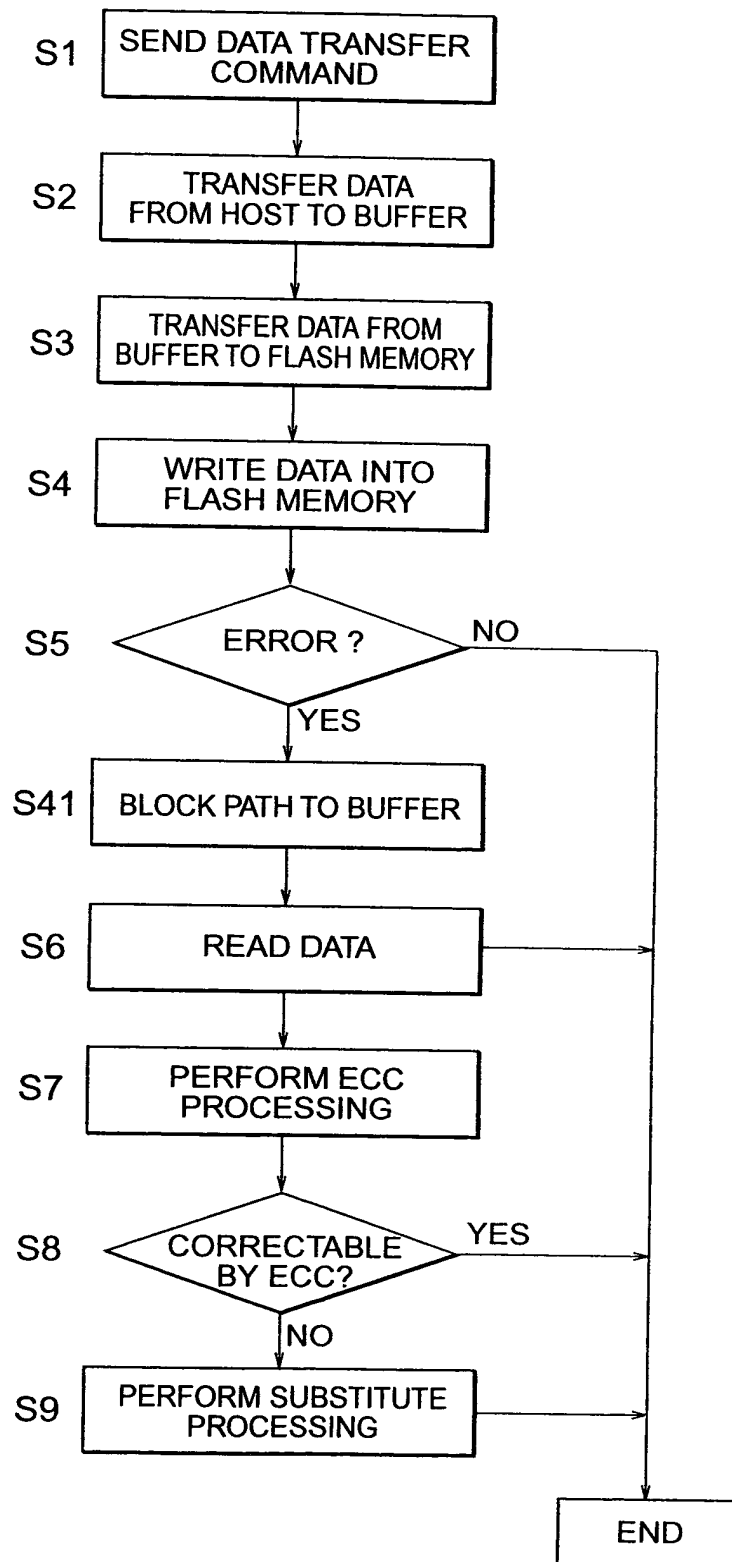 S1
SEND DATA TRANSFER
COMMAND
S2
TRANSFER DATA
FROM HOST TO BUFFER
S3
TRANSFER DATA FROM
BUFFER TO FLASH MEMORY
S4
WRITE DATA INTO
FLASH MEMORY
S5
ERROR ?
NO
YES
S41
BLOCK PATH TO BUFFER
S6
READ DATA
S7
PERFORM ECC
PROCESSING
S8
CORRECTABLE
BY ECC?
YES
NO
S9
PERFORM SUBSTITUTE
PROCESSING
END